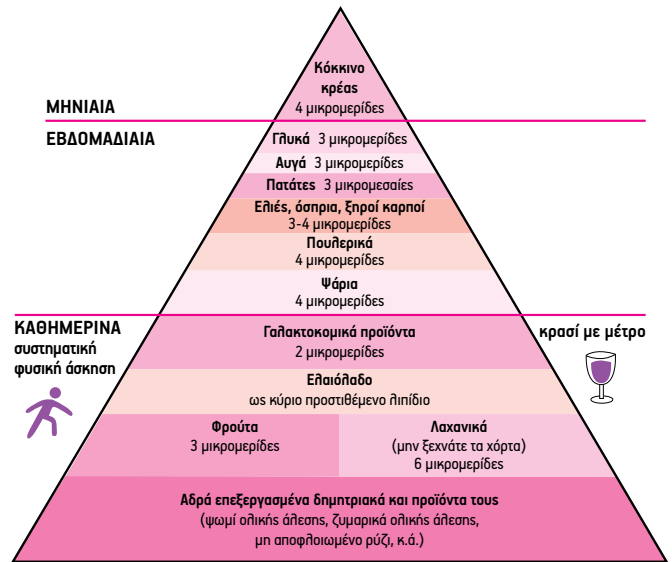 Κόκκινο
κρέας
4 μικρομερίδες
ΜΗΝΙΑΙΑ
ΕΒΔΟΜΑΔΙΑΙΑ
Γλυκά 3 μικρομερίδες
Αυγά 3 μικρομερίδες
Πατάτες 3 μικρομεσαίες
Ελιές, όσπρια, ξηροί καρποί
3-4 μικρομερίδες
Πουλερικά
4 μικρομερίδες
Ψάρια
4 μικρομερίδες
ΚΑΘΗΜΕΡΙΝΑ
συστηματική
φυσική άσκηση
Γαλακτοκομικά προϊόντα
2 μικρομερίδες
κρασί με μέτρο
Ελαιόλαδο
ως κύριο προστιθέμενο λιπίδιο
Φρούτα
3 μικρομερίδες
Λαχανικά
(μην ξεχνάτε τα χόρτα)
6 μικρομερίδες
Αδρά επεξεργασμένα δημητριακά και προϊόντα τους
(ψωμί ολικής άλεσης, ζυμαρικά ολικής άλεσης,
μη αποφλοιωμένο ρύζι, κ.ά.)